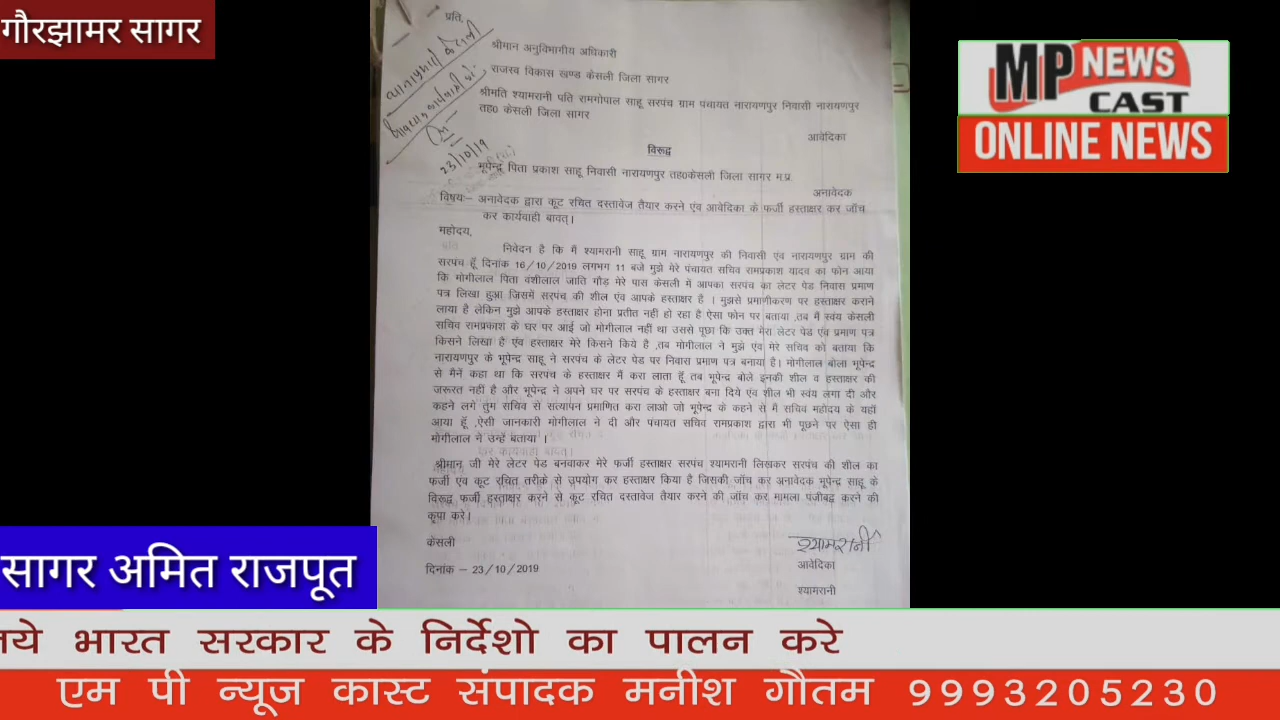 गौरझामर सागर
MP NEWS
CAST
ONLINE NEWS
प्रति,
श्रीमान अनुविभागीय अधिकारी
राजस्व विकास खण्ड केसली जिला सागर
श्रीमति श्यामरानी पति रामगोपाल साहू सरपंच ग्राम पंचायत नारायणपुर निवासी नारायणपुर
तह0 केसली जिला सागर
आवेदिका
विरूद्व
भूपेन्द्र पिता प्रकाश साहू निवासी नारायणपुर तह0केसली जिला सागर म.प्र.
अनावेदक
23/10/19
विषयः– अनावेदक द्वारा कूट रचित दस्तावेज तैयार करने एंव आवेदिका के फर्जी हस्ताक्षर कर जॉंच
कर कार्यवाही बावत्।
महोदय,
निवेदन है कि मैं श्यामरानी साहू ग्राम नारायणपुर की निवासी एंव नारायणपुर ग्राम की
सरपंच हूँ दिनांक 16/10/2019 लगभग 11 बजे मुझे मेरे पंचायत सचिव रामप्रकाश यादव का फोन आया
कि मोगीलाल पिता वंशीलाल जाति गौड़ मेरे पास केसली में आपका सरपंच का लेटर पेड निवास प्रमाण
पत्र लिखा हुआ जिसमें सरपंच की शील एंव आपके हस्ताक्षर है । मुझसे प्रमाणीकरण पर हस्ताक्षर कराने
लाया है लेकिन मुझे आपके हस्ताक्षर होना प्रतीत नहीं हो रहा है ऐसा फोन पर बताया ,तब मैं स्वंय केसली
सचिव रामप्रकाश के घर पर आई जो मोगीलाल नहीं था उससे पूछा कि उक्त मेरा लेटर पेड एंव प्रमाण पत्र
किसने लिखा है एंव हस्ताक्षर मेरे किसने किये है ,तब मोगीलाल ने मुझे एंव मेरे सचिव को बताया कि
नारायणपुर के भूपेन्द्र साहू ने सरपंच के लेटर पेड पर निवास प्रमाण पत्र बनाया है। मोगीलाल बोला भूपेन्द्र
से मैनें कहा था कि सरपंच के हस्ताक्षर मैं करा लाता हूँ तब भूपेन्द्र बोले इनकी शील व हस्ताक्षर की
जरूरत नहीं है और भूपेन्द्र ने अपने घर पर सरपंच के हस्ताक्षर बना दिये एंव शील भी स्वंय लगा दी और
कहने लगे तुम सचिव से सत्यापन प्रमाणित करा लाओ जो भूपेन्द्र के कहने से मैं सचिव महोदय के यहाँ
आया हूँ ,ऐसी जानकारी मोगीलाल ने दी और पंचायत सचिव रामप्रकाश द्वारा भी पूछने पर ऐसा ही
मोगीलाल ने उन्हें बताया ।
श्रीमान जी मेरे लेटर पेड बनवाकर मेरे फर्जी हस्ताक्षर सरपंच श्यामरानी लिखकर सरपंच की शील का
फर्जी एंव कूट रचित तरीके से उपयोग कर हस्ताक्षर किया है जिसकी जॉंच कर अनावेदक भूपेन्द्र साहू के
विरूद्व फर्जी हस्ताक्षर करने से कूट रचित दस्तावेज तैयार करने की जॉंच कर मामला पंजीबद्व करने की
कृपा करे।
केसली
श्यामरानी
आवेदिका
दिनांक – 23/10/2019
श्यामरानी
सागर अमित राजपूत
भारत सरकार के निर्देशो का पालन करे
एम पी न्यूज कास्ट संपादक मनीश गौतम 9993205230